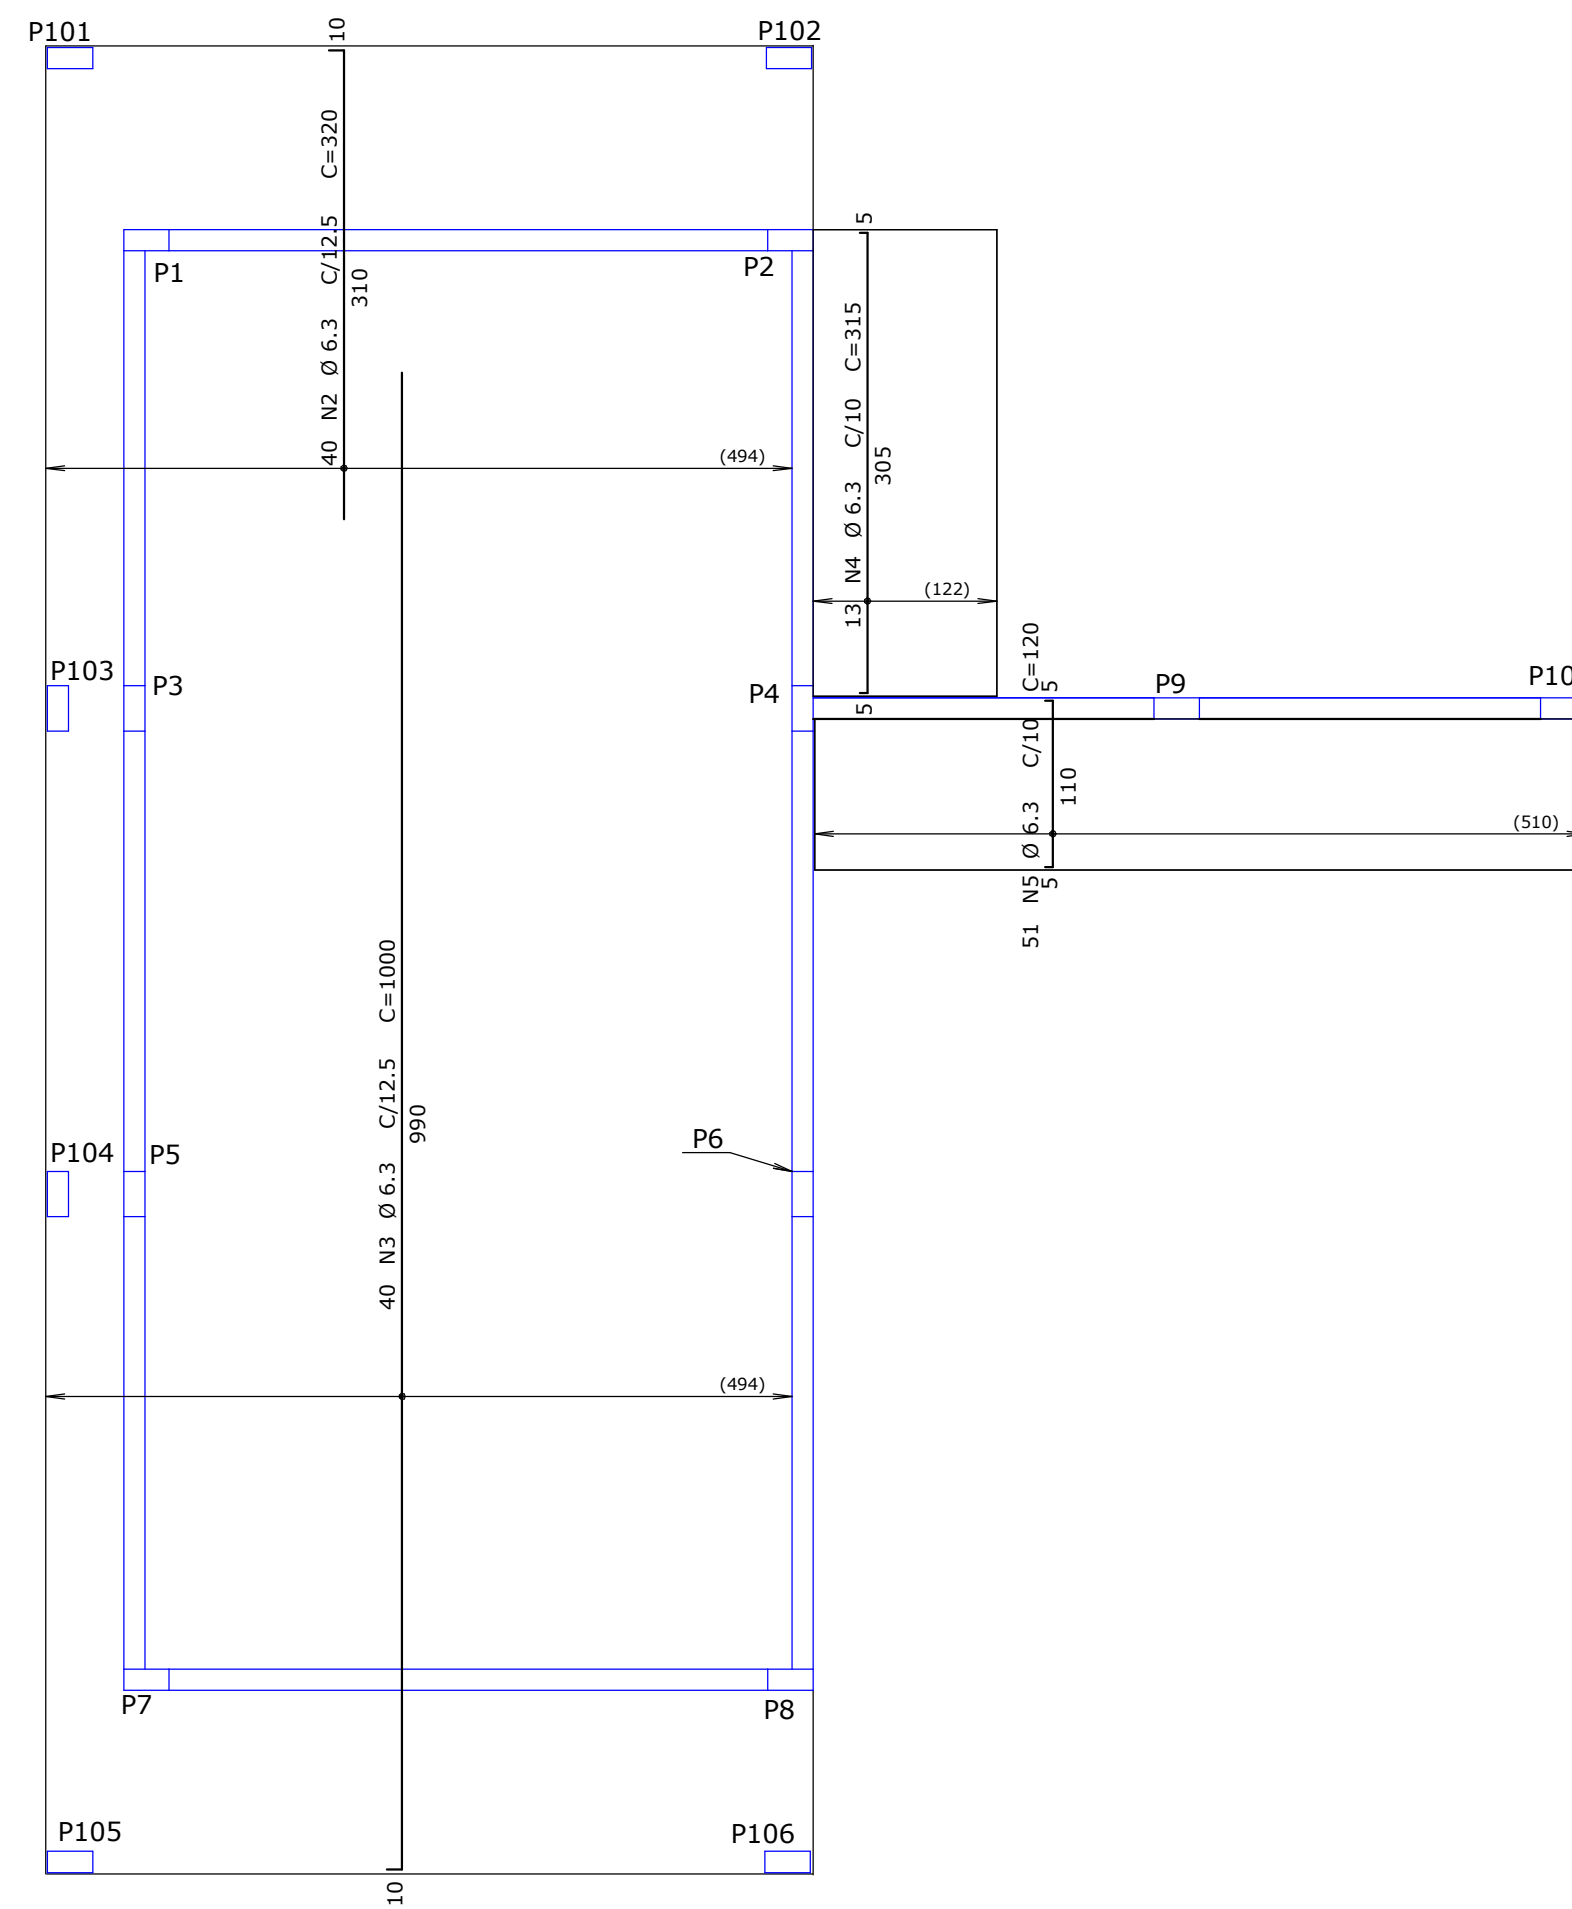 P101
P102
10
40 N2 Ø 6.3 C/12.5 C=320
310
P1
P2
5
13 N4 Ø 6.3 C/10 C=315
305
5
(494)
(122)
P103
P3
P4
P9
P10
51 N5 Ø 6.3 C/10 C=120
5
110
5
(510)
40 N3 Ø 6.3 C/12.5 C=1000
990
P104
P5
P6
(494)
P7
P8
P105
P106
10